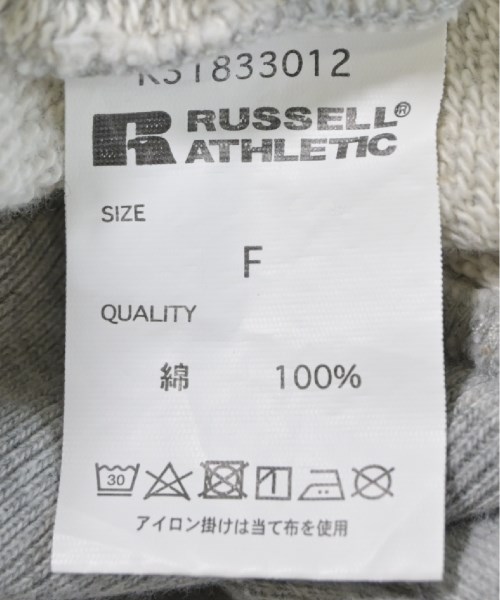 RS1833012
RUSSELL®
ATHLETIC
SIZE
F
QUALITY
綿 100%
30
アイロン掛けは当て布を使用